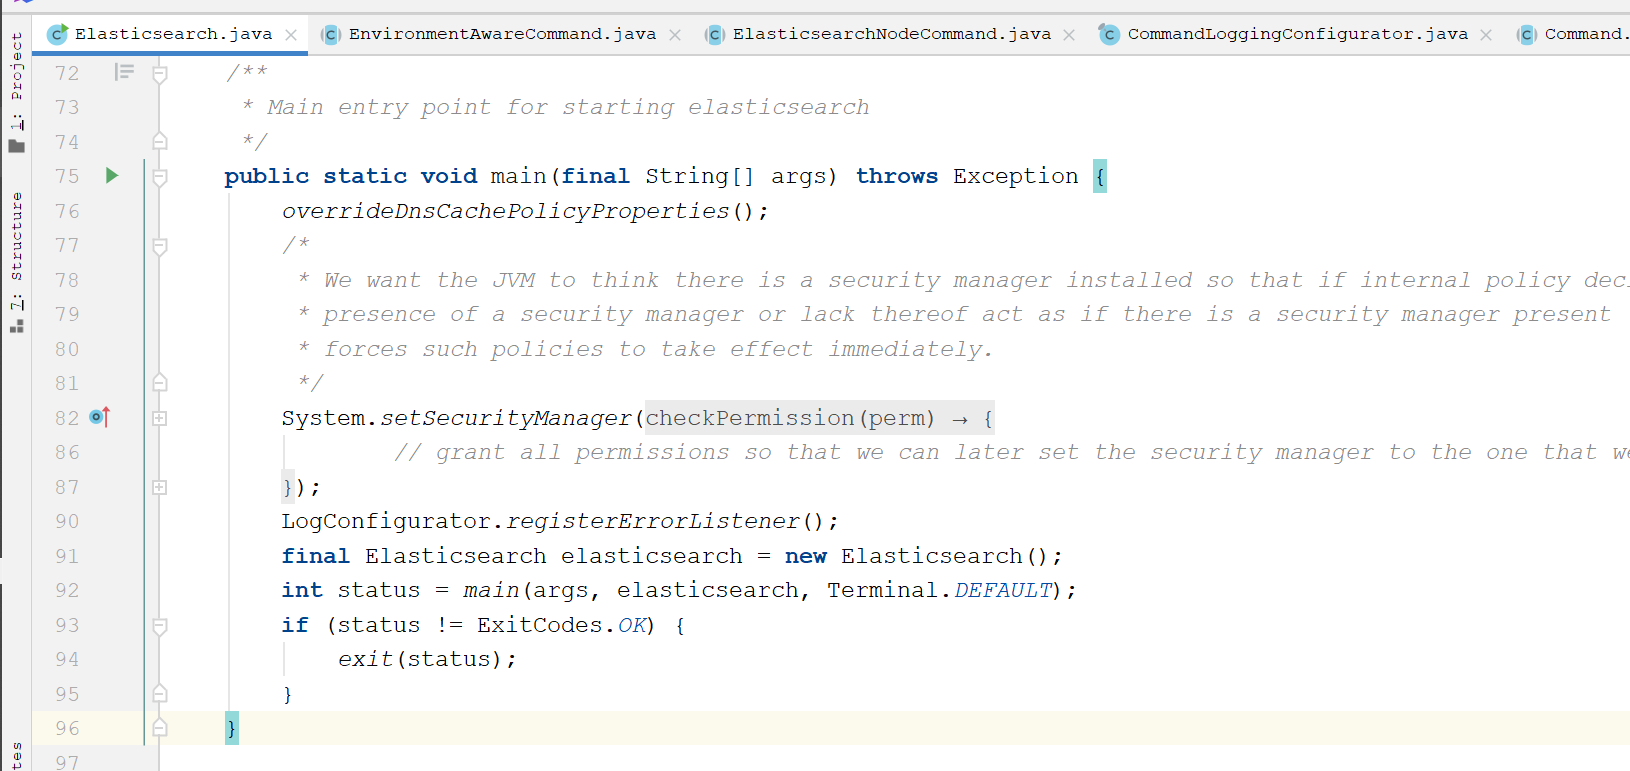 Elasticsearch.java EnvironmentAwareCommand.java ElasticsearchNodeCommand.java CommandLoggingConfigurator.java Command.
1: Project
7: Structure
72 /**
73 * Main entry point for starting elasticsearch
74 */
75 public static void main(final String[] args) throws Exception {
76 overrideDnsCachePolicyProperties();
77 /*
78 * We want the JVM to think there is a security manager installed so that if internal policy
79 * presence of a security manager or lack thereof act as if there is a security manager present
80 * forces such policies to take effect immediately.
81 */
82 System.setSecurityManager(checkPermission(perm) → {
86 // grant all permissions so that we can later set the security manager to the one that
87 });
90 LogConfigurator.registerErrorListener();
91 final Elasticsearch elasticsearch = new Elasticsearch();
92 int status = main(args, elasticsearch, Terminal.DEFAULT);
93 if (status != ExitCodes.OK) {
94 exit(status);
95 }
96 }
97